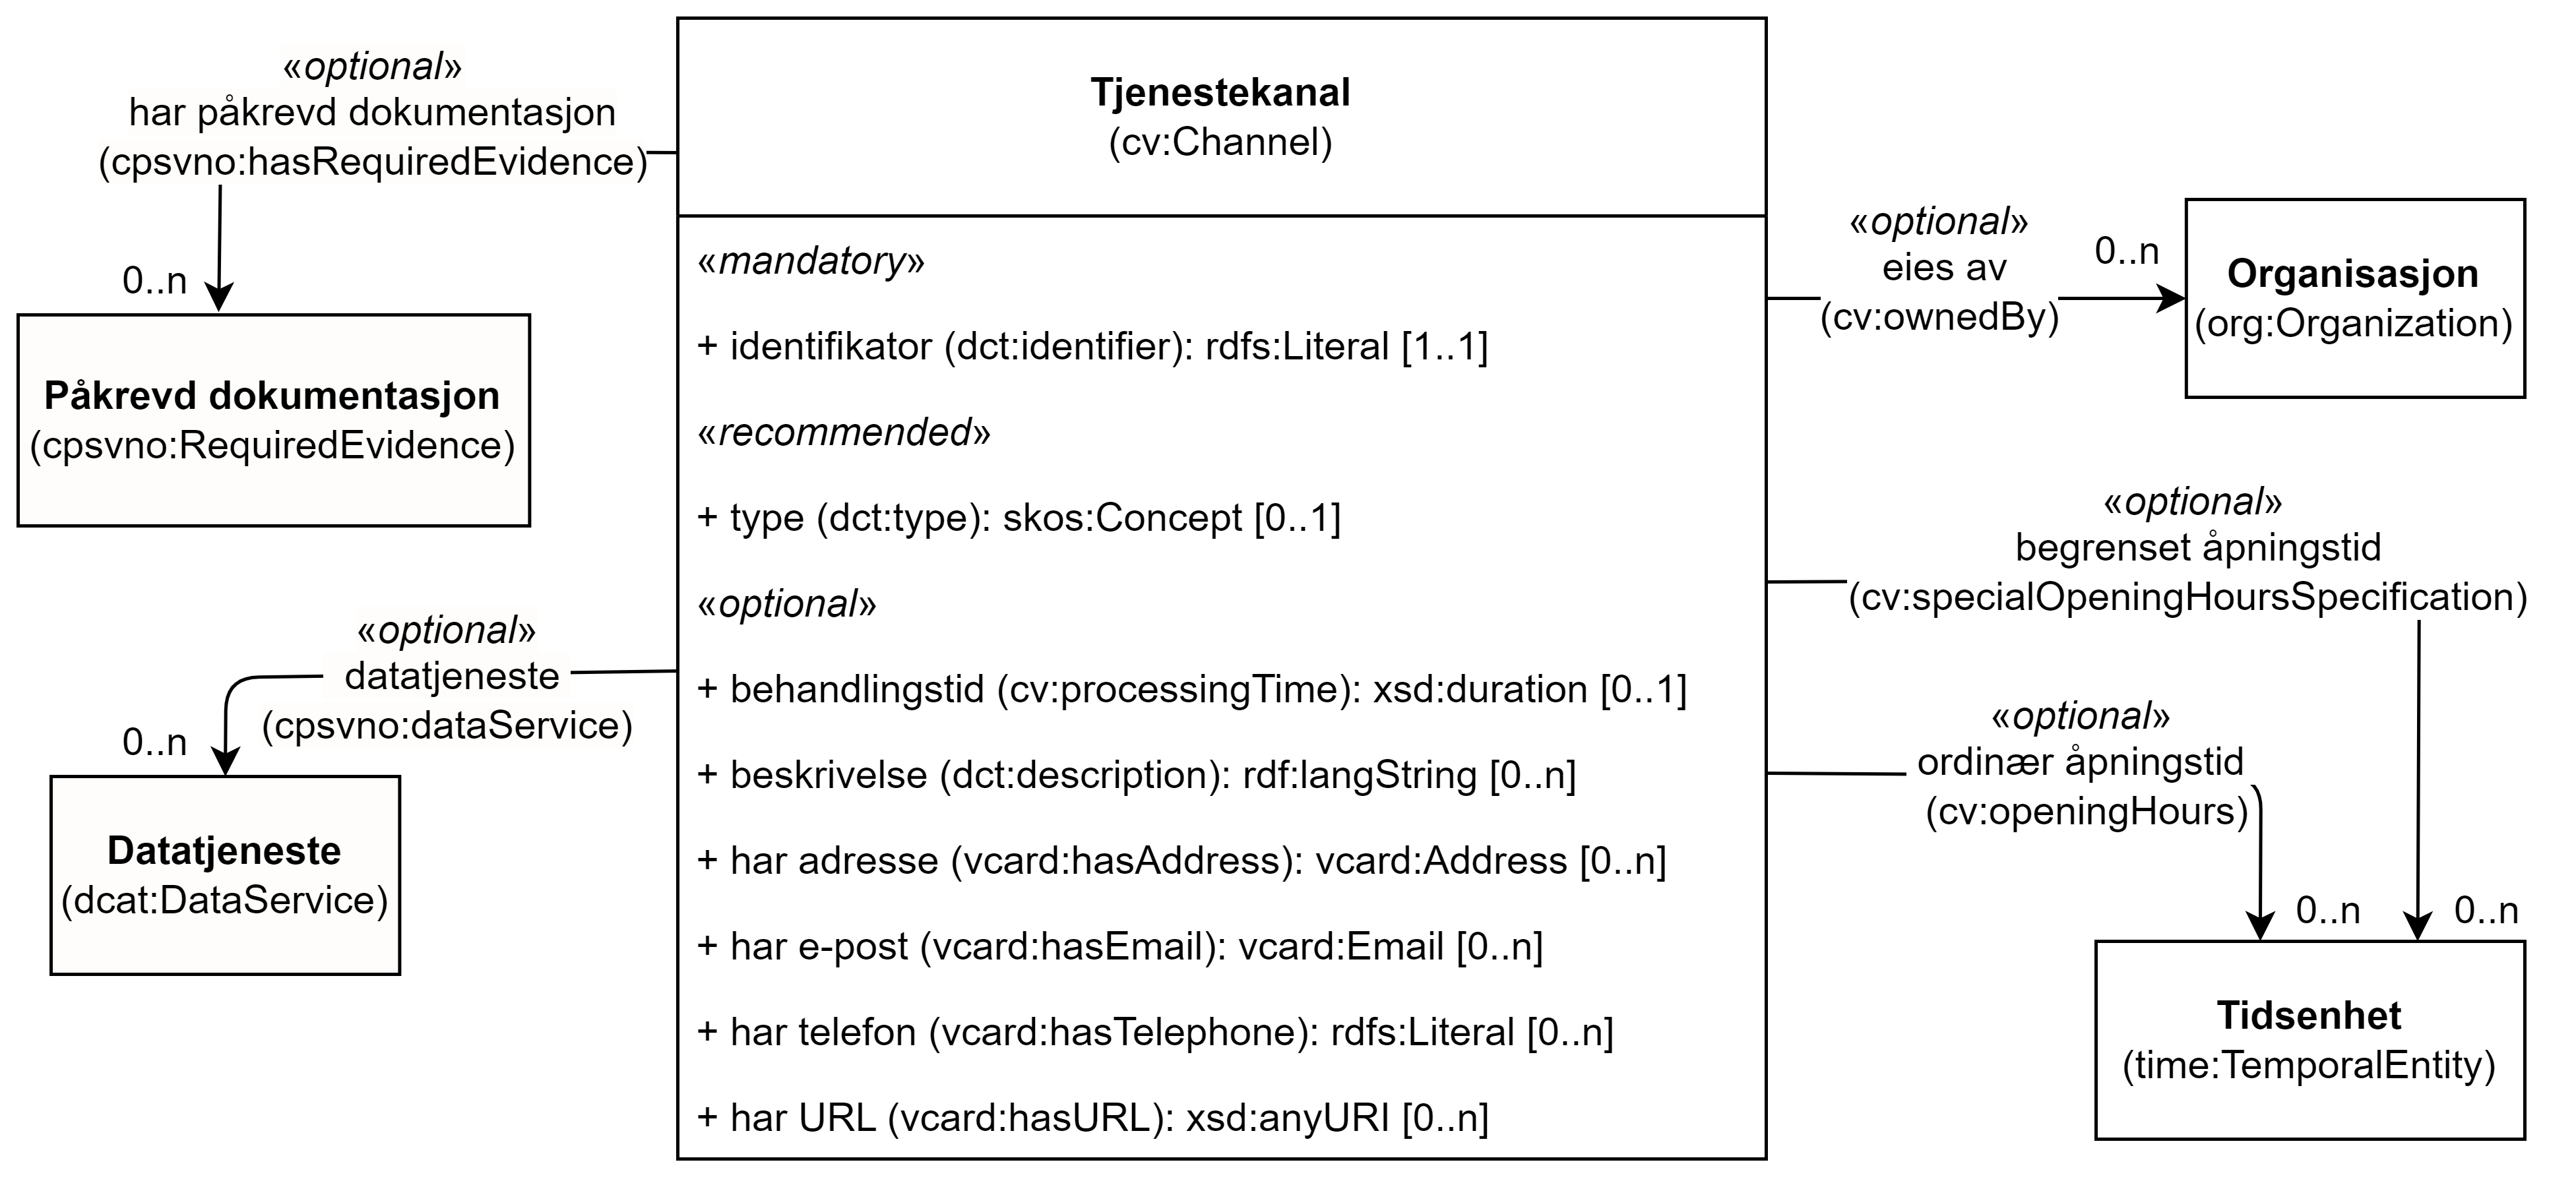 «optional»
har påkrevd dokumentasjon
(cpsvno:hasRequiredEvidence)
0..n
Påkrevd dokumentasjon
(cpsvno:RequiredEvidence)
«optional»
datatjeneste
(cpsvno:dataService)
0..n
Datatjeneste
(dcat:DataService)
Tjenestekanal
(cv:Channel)
«mandatory»
+ identifikator (dct:identifier): rdfs:Literal [1..1]
«recommended»
+ type (dct:type): skos:Concept [0..1]
«optional»
+ behandlingstid (cv:processingTime): xsd:duration [0..1]
+ beskrivelse (dct:description): rdf:langString [0..n]
+ har adresse (vcard:hasAddress): vcard:Address [0..n]
+ har e-post (vcard:hasEmail): vcard:Email [0..n]
+ har telefon (vcard:hasTelephone): rdfs:Literal [0..n]
+ har URL (vcard:hasURL): xsd:anyURI [0..n]
«optional»
eies av
(cv:ownedBy)
0..n
Organisasjon
(org:Organization)
«optional»
begrenset åpningstid
(cv:specialOpeningHoursSpecification)
«optional»
ordinær åpningstid
(cv:openingHours)
0..n
0..n
Tidsenhet
(time:TemporalEntity)